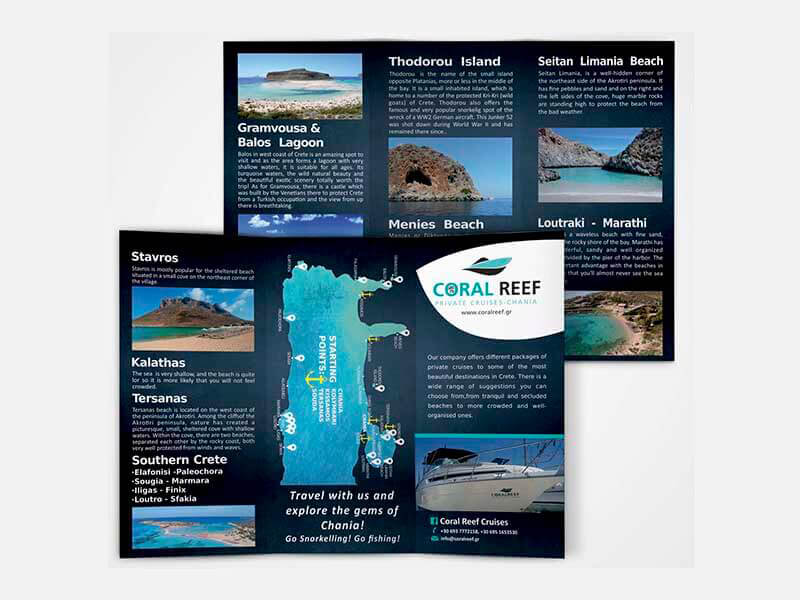 Gramvousa &
Balos Lagoon
Balos in west coast of Crete is an amazing spot to
visit and as the area forms a lagoon with very
shallow waters, it is suitable for all ages. Its
turquoise waters, the wild natural beauty and
the beautiful exotic scenery totally worth the
trip! As for Gramvousa, there is a castle which
was built by the Venetians there to protect Crete
from a Turkish occupation and the view from up
there is breathtaking.
Thodorou Island
Thodorou is the name of the small island
opposite Platanias, more or less in the middle of
the bay. It is a small inhabited island, which is
home to a number of the protected Kri-Kri (wild
goats) of Crete. Thodorou also offers the
famous and very popular snorkelig spot of the
wreck of a WW2 German aircraft. This Junker 52
was shot down during World War II and has
remained there since..
Menies Beach
Seitan Limania Beach
Seitan Limania, is a well-hidden corner of
the northeast side of the Akrotiri peninsula. It
has fine pebbles and sand and on the right and
the left sides of the cove, huge marble rocks
are standing high to protect the beach from
the bad weather.
Loutraki - Marathi
a waveless beach with fine sand,
the rocky shore of the bay. Marathi has
sandy and well organized
by the pier of the harbor. The
advantage with the beaches in
that you'll almost never see the
Stavros
Stavros is mostly popular for the sheltered beach
situated in a small cove on the northeast corner of
the village.
Kalathas
The sea is very shallow, and the beach is quite
lor so it is more likely that you will not feel
crowded.
Tersanas
Tersanas beach is located on the west coast of
the peninsula of Akrotiri. Among the cliffsof the
Akrotiri peninsula, nature has created a
picturesque, small, sheltered cove with shallow
waters. Within the cove, there are two beaches,
separated each other by the rocky coast, both
very well protected from winds and waves.
Southern Crete
·Elafonisi -Paleochora
·Sougia - Marmara
·Iligas - Finix
·Loutro - Sfakia
STARTING
POINTS:
CHANIA
KOLYMBARI
KISSANOS
TERSANAS
SOUDA
Travel with us and
explore the gems of
Chania!
Go Snorkelling! Go fishing!
CORAL REEF
PRIVATE CRUISES-CHANIA
www.coralreef.gr
Our company offers different packages of
private cruises to some of the most
beautiful destinations in Crete. There is a
wide range of suggestions you can
choose from,from tranquil and secluded
beaches to more crowded and well-
organised ones.
CORAL REEF
Coral Reef Cruises
+30 693 7772158, +30 695 1653530
info@coralreef.gr